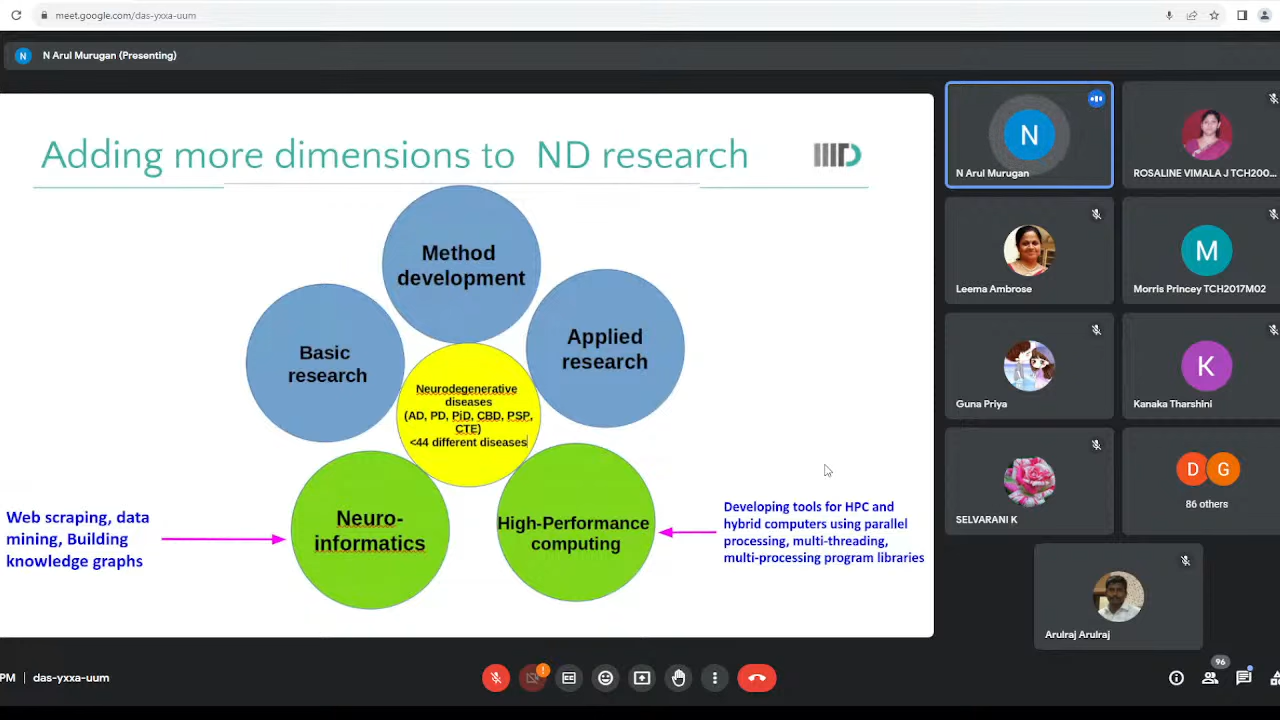 meet.google.com/das-yxxa-uum
N
N Arul Murugan (Presenting)
Adding more dimensions to ND research
IIITD
Method
development
Basic
research
Applied
research
Neurodegenerative
diseases
(AD, PD, PiD, CBD, PSP,
CTE)
<44 different diseases
Neuro-
informatics
High-Performance
computing
Web scraping, data
mining, Building
knowledge graphs
Developing tools for HPC and
hybrid computers using parallel
processing, multi-threading,
multi-processing program libraries
N
N Arul Murugan
ROSALINE VIMALA J TCH200...
Leema Ambrose
M
Morris Princey TCH2017M02
Guna Priya
K
Kanaka Tharshini
SELVARANI K
D G
86 others
Arulraj Arulraj
PM | das-yxxa-uum
96